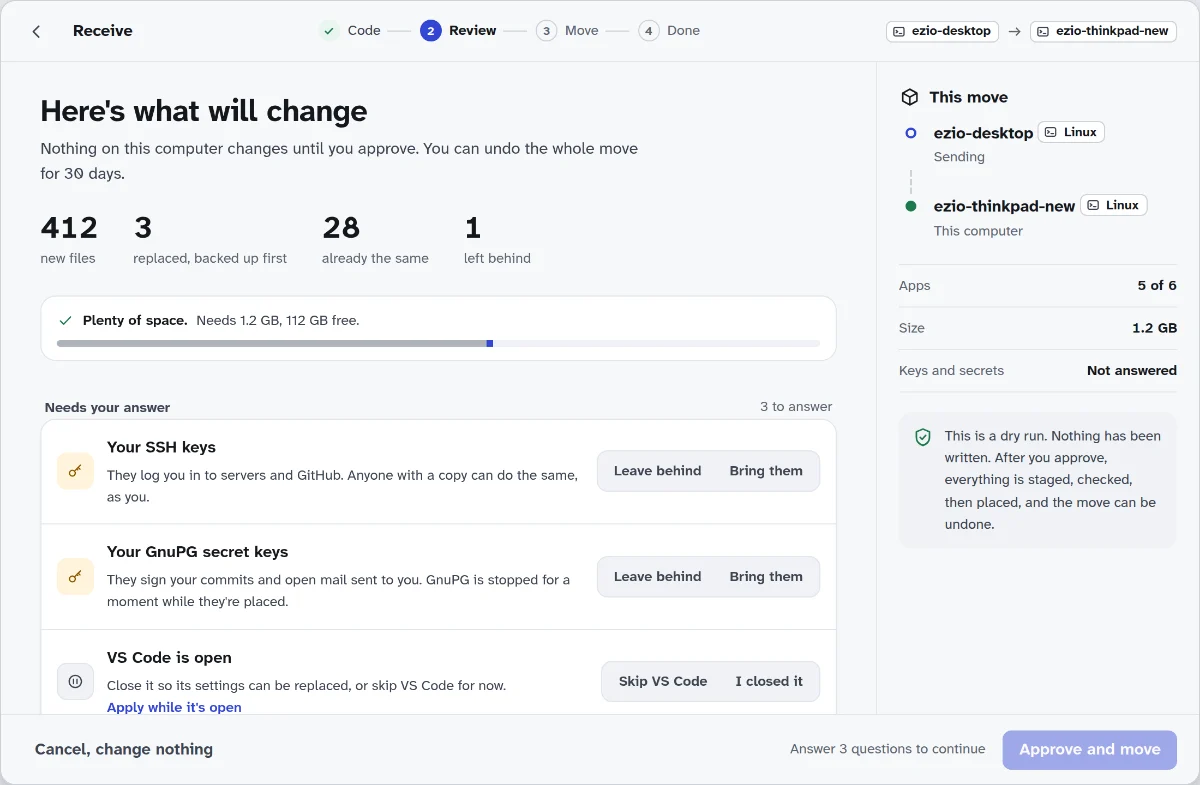 Receive
Code
2 Review
3 Move
4 Done
ezio-desktop → ezio-thinkpad-new
Here's what will change
Nothing on this computer changes until you approve. You can undo the whole move
for 30 days.
412
new files
3
replaced, backed up first
28
already the same
1
left behind
Plenty of space. Needs 1.2 GB, 112 GB free.
Needs your answer
3 to answer
Your SSH keys
They log you in to servers and GitHub. Anyone with a copy can do the same,
as you.
Leave behind
Bring them
Your GnuPG secret keys
They sign your commits and open mail sent to you. GnuPG is stopped for a
moment while they're placed.
Leave behind
Bring them
VS Code is open
Close it so its settings can be replaced, or skip VS Code for now.
Apply while it's open
Skip VS Code
I closed it
This move
ezio-desktop Linux
Sending
ezio-thinkpad-new Linux
This computer
Apps 5 of 6
Size 1.2 GB
Keys and secrets Not answered
This is a dry run. Nothing has been
written. After you approve,
everything is staged, checked,
then placed, and the move can be
undone.
Cancel, change nothing
Answer 3 questions to continue
Approve and move